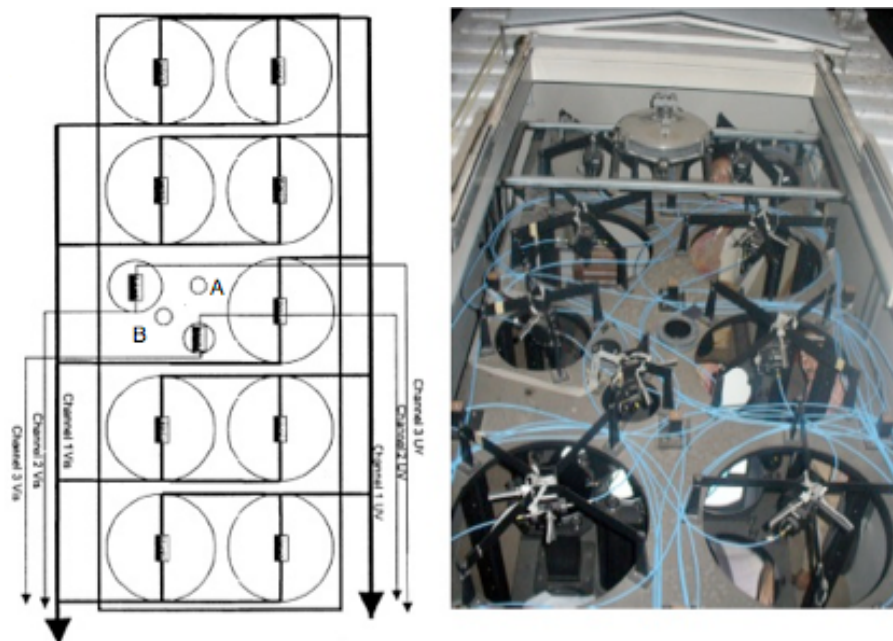 A
B
Channel 1 Vis
Channel 2 Vis
Channel 3 Vis
Channel 3 UV
Channel 2 UV
Channel 1 UV